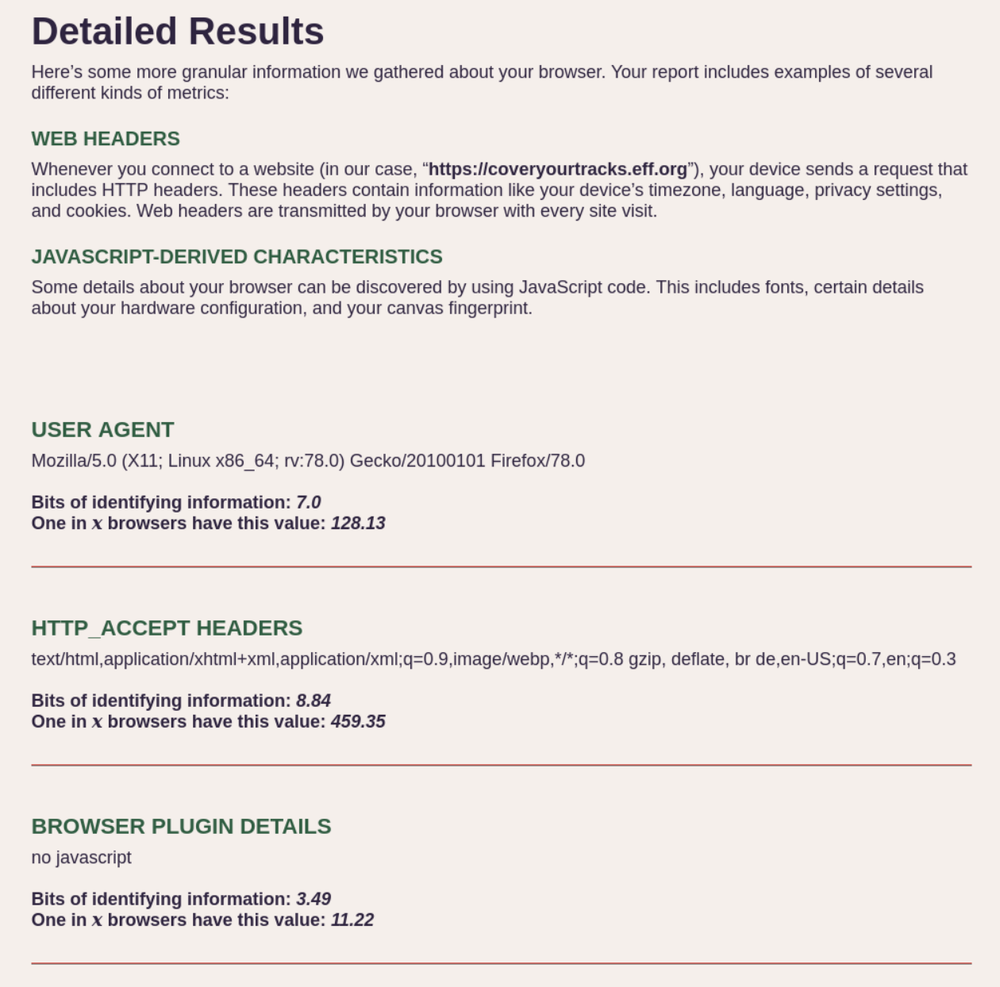 Detailed Results
Here’s some more granular information we gathered about your browser. Your report includes examples of several
different kinds of metrics:
WEB HEADERS
Whenever you connect to a website (in our case, “https://coveryourtracks.eff.org”), your device sends a request that
includes HTTP headers. These headers contain information like your device’s timezone, language, privacy settings,
and cookies. Web headers are transmitted by your browser with every site visit.
JAVASCRIPT-DERIVED CHARACTERISTICS
Some details about your browser can be discovered by using JavaScript code. This includes fonts, certain details
about your hardware configuration, and your canvas fingerprint.
USER AGENT
Mozilla/5.0 (X11; Linux x86_64; rv:78.0) Gecko/20100101 Firefox/78.0
Bits of identifying information: 7.0
One in x browsers have this value: 128.13
HTTP_ACCEPT HEADERS
text/html,application/xhtml+xml,application/xml;q=0.9,image/webp,*/*;q=0.8 gzip, deflate, br de,en-US;q=0.7,en;q=0.3
Bits of identifying information: 8.84
One in x browsers have this value: 459.35
BROWSER PLUGIN DETAILS
no javascript
Bits of identifying information: 3.49
One in x browsers have this value: 11.22